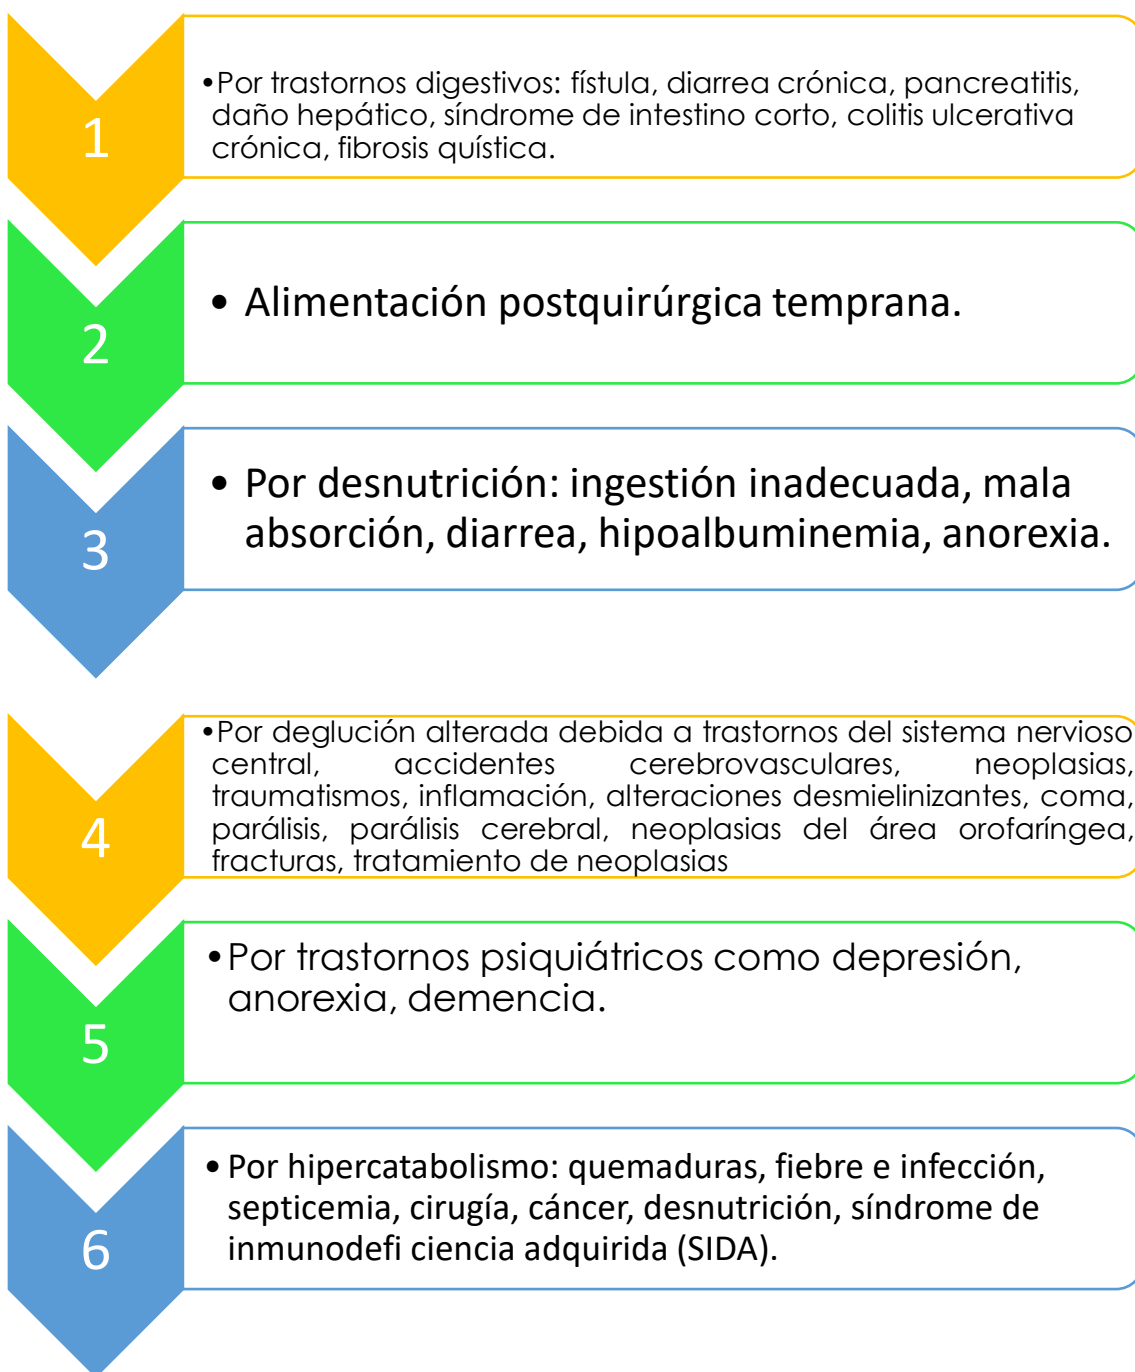 1
•Por trastornos digestivos: fístula, diarrea crónica, pancreatitis,
daño hepático, síndrome de intestino corto, colitis ulcerativa
crónica, fibrosis quística.
2
• Alimentación postquirúrgica temprana.
3
• Por desnutrición: ingestión inadecuada, mala
absorción, diarrea, hipoalbuminemia, anorexia.
4
•Por deglución alterada debida a trastornos del sistema nervioso
central, accidentes cerebrovasculares, neoplasias,
traumatismos, inflamación, alteraciones desmielinizantes, coma,
parálisis, parálisis cerebral, neoplasias del área orofaríngea,
fracturas, tratamiento de neoplasias
5
•Por trastornos psiquiátricos como depresión,
anorexia, demencia.
6
• Por hipercatabolismo: quemaduras, fiebre e infección,
septicemia, cirugía, cáncer, desnutrición, síndrome de
inmunodefi ciencia adquirida (SIDA).